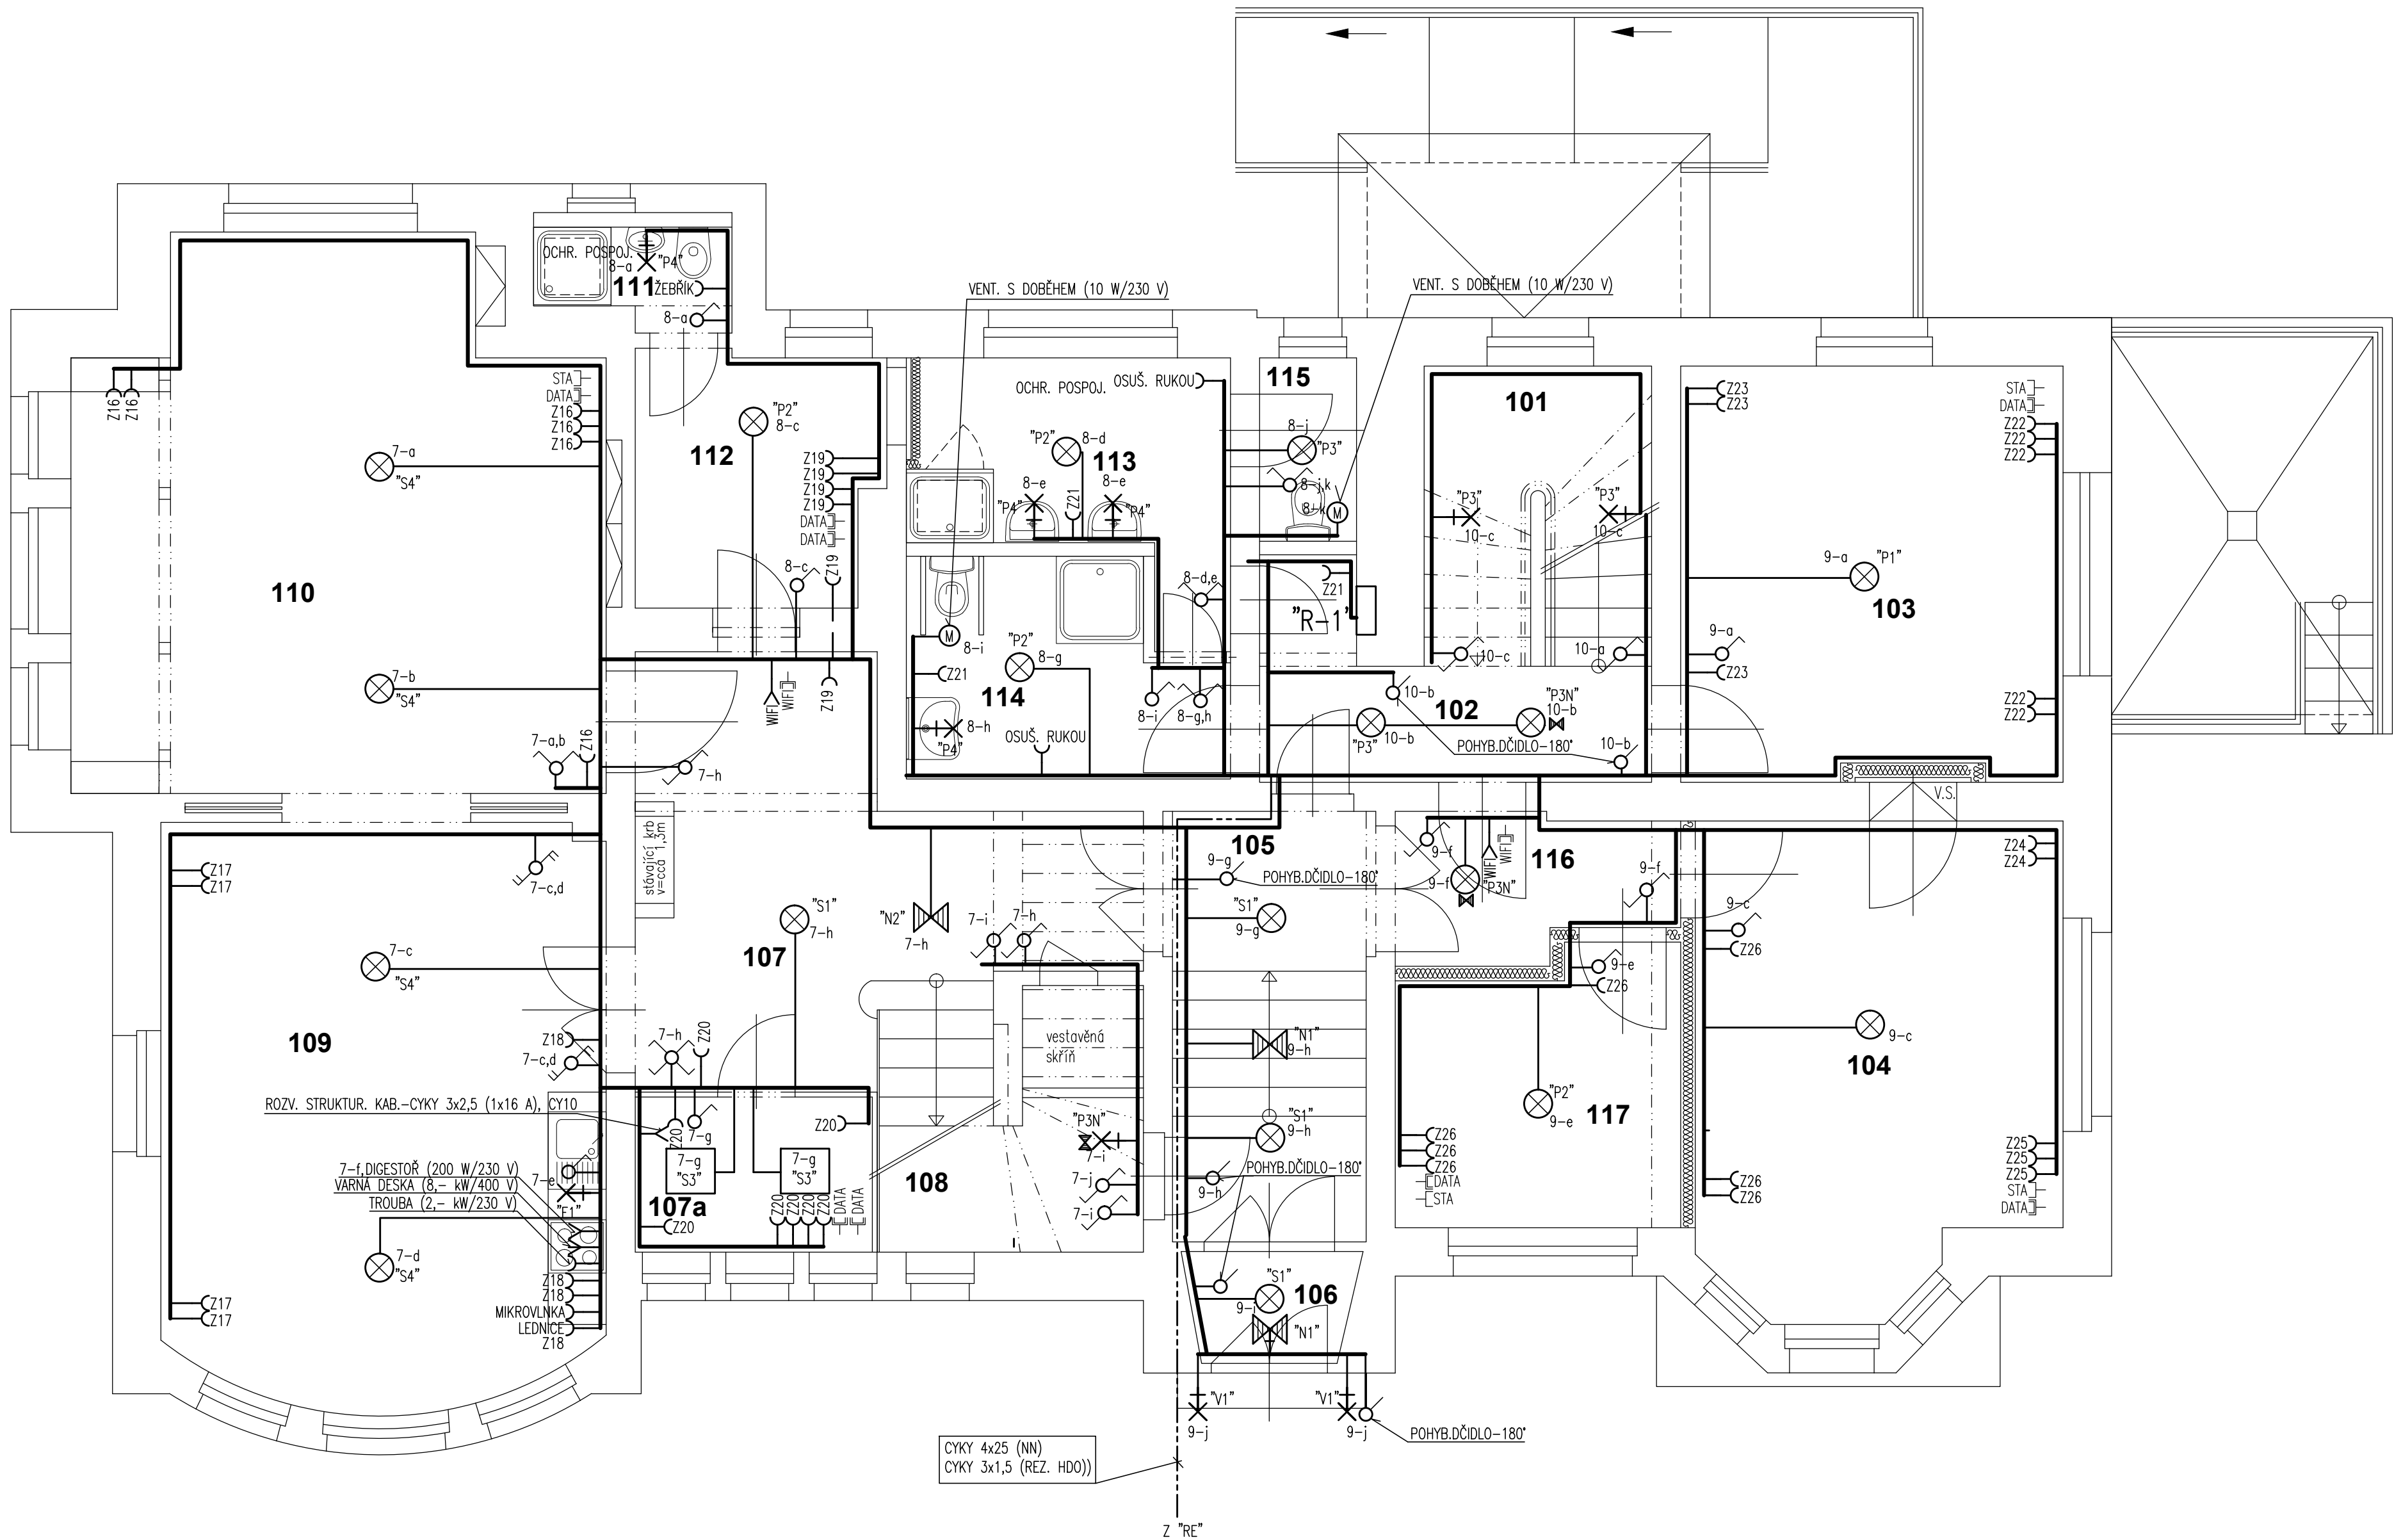 OCHR. POSPOJ.
8-a
"P4"
111
ŽEBŘÍK
8-a
VENT. S DOBĚHEM (10 W/230 V)
VENT. S DOBĚHEM (10 W/230 V)
Z16
Z16
STA
DATA
Z16
Z16
Z16
7-a
"S4"
110
7-b
"S4"
7-a,b
Z16
7-h
"P2"
8-c
112
Z19
Z19
Z19
Z19
DATA
DATA
8-c
Z19
WIFI
WIFI
Z19
OCHR. POSPOJ.
OSUŠ. RUKOU
"P2"
8-d
113
8-e
"P4"
Z21
8-e
"P4"
8-d,e
8-i
"P2"
8-g
Z21
114
8-h
"P4"
OSUŠ. RUKOU
8-i
8-g,h
115
8-j
"P3"
8-j,k
8-k
Z21
"R-1"
101
"P3"
10-c
"P3"
10-c
10-c
10-a
10-b
102
"P3N"
10-b
"P3"
10-b
POHYB.DČIDLO-180°
10-b
Z23
Z23
STA
DATA
Z22
Z22
Z22
9-a
"P1"
103
9-a
Z23
Z22
Z22
V.S.
Z17
Z17
7-c,d
7-c
"S4"
109
Z18
7-c,d
stávající krb
v=cca 1,3m
"S1"
7-h
107
"N2"
7-h
7-i
7-h
7-h
Z20
vestavěná
skříň
105
9-g
POHYB.DČIDLO-180°
"S1"
9-g
"N1"
9-h
"S1"
9-h
POHYB.DČIDLO-180°
9-h
9-f
WIFI
WIFI
116
9-f
"P3N"
9-f
9-e
Z26
9-c
Z26
Z24
Z24
9-c
104
"P2"
9-e
117
Z26
Z26
Z26
DATA
STA
Z26
Z26
Z25
Z25
Z25
STA
DATA
ROZV. STRUKTUR. KAB.-CYKY 3x2,5 (1x16 A), CY10
Z20
7-g
7-g
"S3"
7-g
"S3"
Z20
107a
Z20
Z20
Z20
Z20
Z20
DATA
DATA
108
"P3N"
7-i
7-j
7-i
7-f,DIGESTOŘ (200 W/230 V)
VARNÁ DESKA (8,- kW/400 V)
TROUBA (2,- kW/230 V)
7-e
7-d
"S4"
Z18
Z18
MIKROVLNKA
LEDNICE
Z18
Z17
Z17
"S1"
106
9-i
"N1"
"V1"
9-j
"V1"
9-j
POHYB.DČIDLO-180°
CYKY 4x25 (NN)
CYKY 3x1,5 (REZ. HDO))
Z "RE"